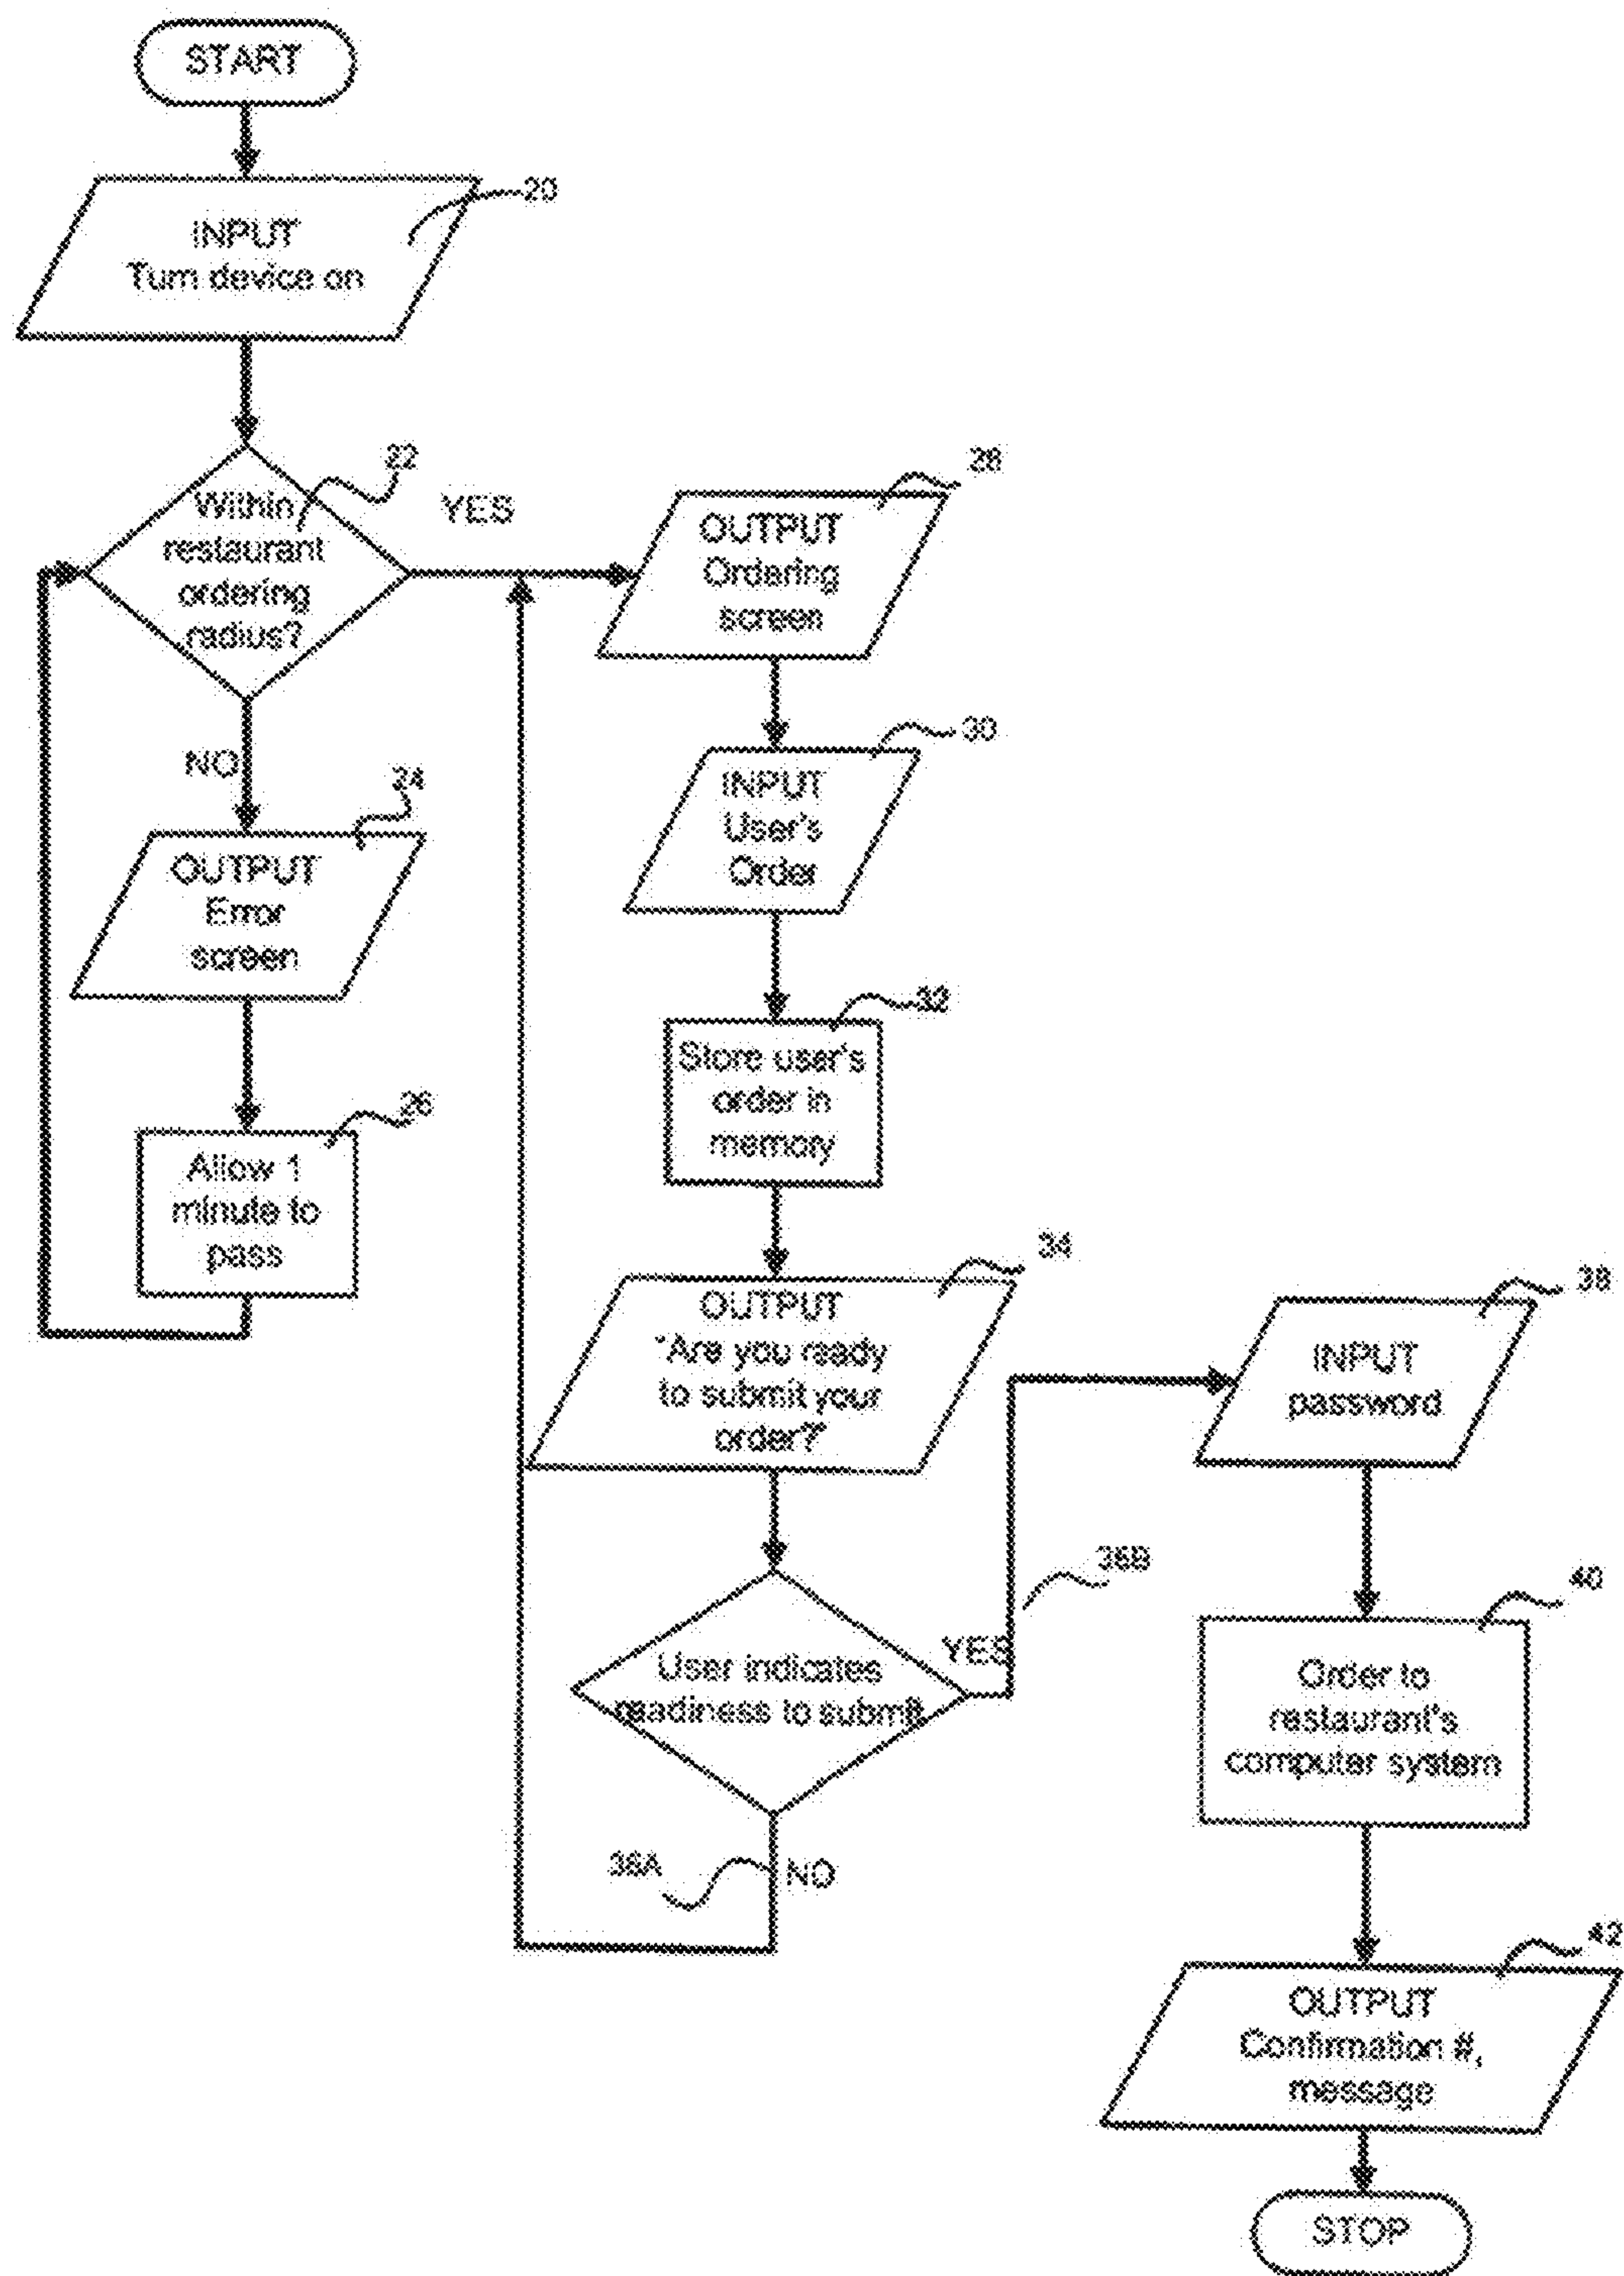 START
20
INPUT
Turn device on
22
Within
restaurant
ordering
radius?
YES
NO
24
OUTPUT
Error
screen
26
Allow 1
minute to
pass
28
OUTPUT
Ordering
screen
30
INPUT
User's
Order
32
Store user's
order in
memory
34
OUTPUT
"Are you ready
to submit your
order?"
User indicates
readiness to submit
YES
36B
36A
NO
38
INPUT
password
40
Order to
restaurant's
computer system
42
OUTPUT
Confirmation #,
message
STOP